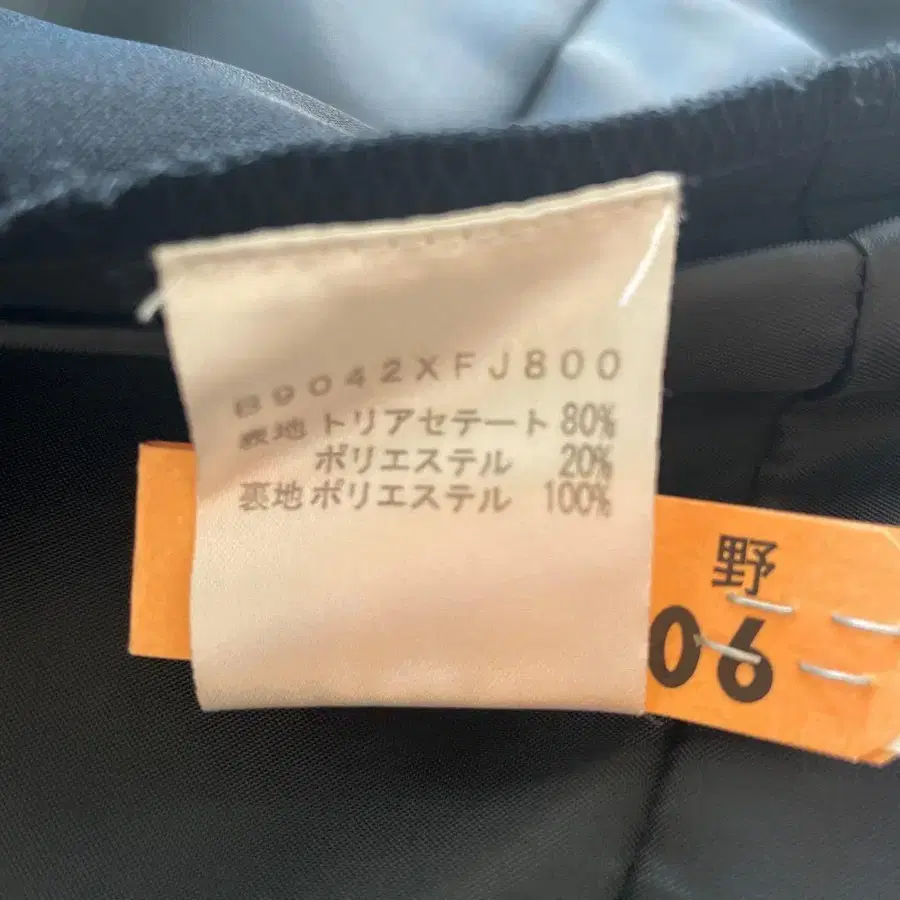 B9042XFJ800
表地 トリアセテート 80%
ポリエステル 20%
裏地 ポリエステル 100%
野
06